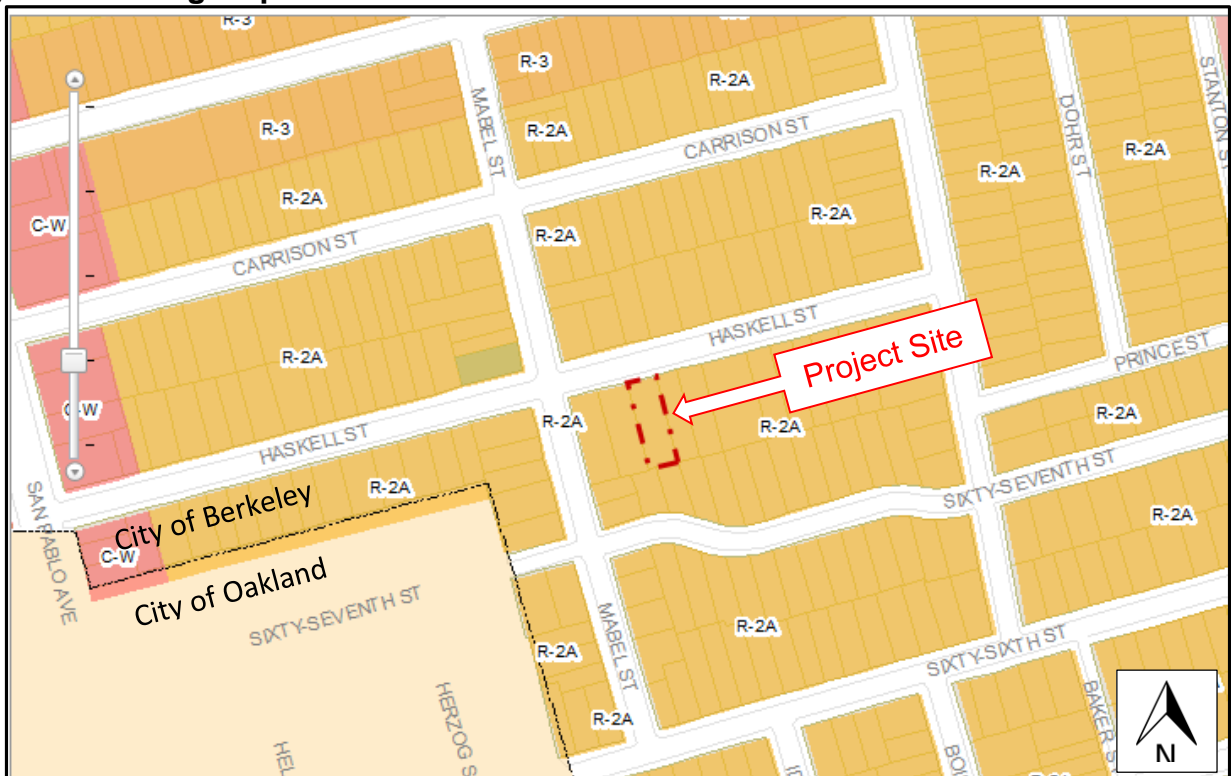 R-3
R-3
R-2A
STANTON S
MABEL ST
DOHR ST
R-3
R-2A
CARRISON ST
R-2A
R-2A
R-2A
R-2A
C-W
R-2A
CARRISON ST
HASKELL ST
Project Site
PRINCE ST
R-2A
C-W
R-2A
R-2A
R-2A
HASKELL ST
SIXTY-SEVENTH ST
R-2A
City of Berkeley
R-2A
SAN PABLO AVE
C-W
City of Oakland
SIXTY-SEVENTH ST
MABEL ST
R-2A
R-2A
SIXTY-SIXTH ST
HERZOG S
R-2A
BAKER S
N
HEL
BOI